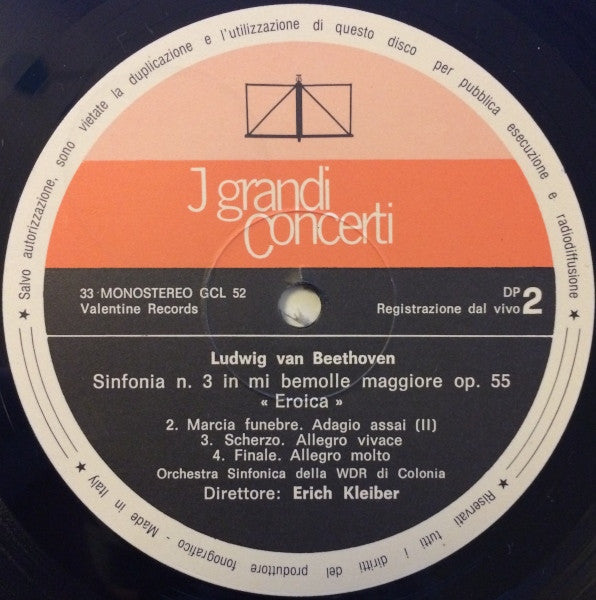 ★ Salvo autorizzazione, sono vietate la duplicazione e l'utilizzazione di questo disco per pubblica esecuzione e radiodiffusione ★
J grandi
concerti
33 MONOSTEREO GCL 52
Valentine Records
DP 2
Registrazione dal vivo
Ludwig van Beethoven
Sinfonia n. 3 in mi bemolle maggiore op. 55
« Eroica »
2. Marcia funebre. Adagio assai (II)
3. Scherzo. Allegro vivace
4. Finale. Allegro molto
Orchestra Sinfonica della WDR di Colonia
Direttore: Erich Kleiber
★ Riservati tutti i diritti del produttore fonografico - Made in Italy ★